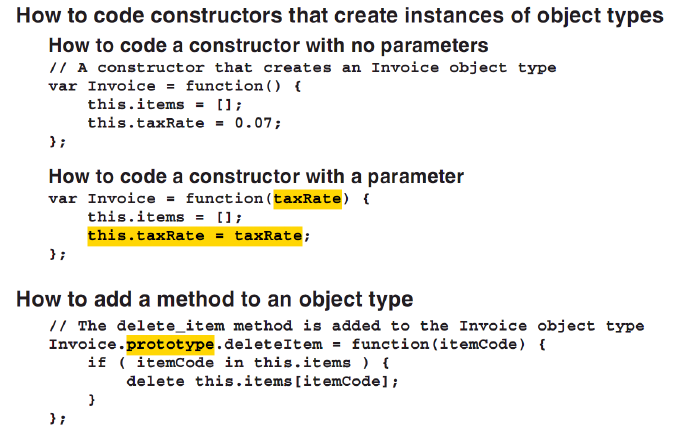 How to code constructors that create instances of object types
How to code a constructor with no parameters
// A constructor that creates an Invoice object type
var Invoice = function() {
    this.items = [];
    this.taxRate = 0.07;
};
How to code a constructor with a parameter
var Invoice = function(taxRate) {
    this.items = [];
    this.taxRate = taxRate;
};
How to add a method to an object type
// The delete_item method is added to the Invoice object type
Invoice.prototype.deleteItem = function(itemCode) {
    if ( itemCode in this.items ) {
        delete this.items[itemCode];
    }
};